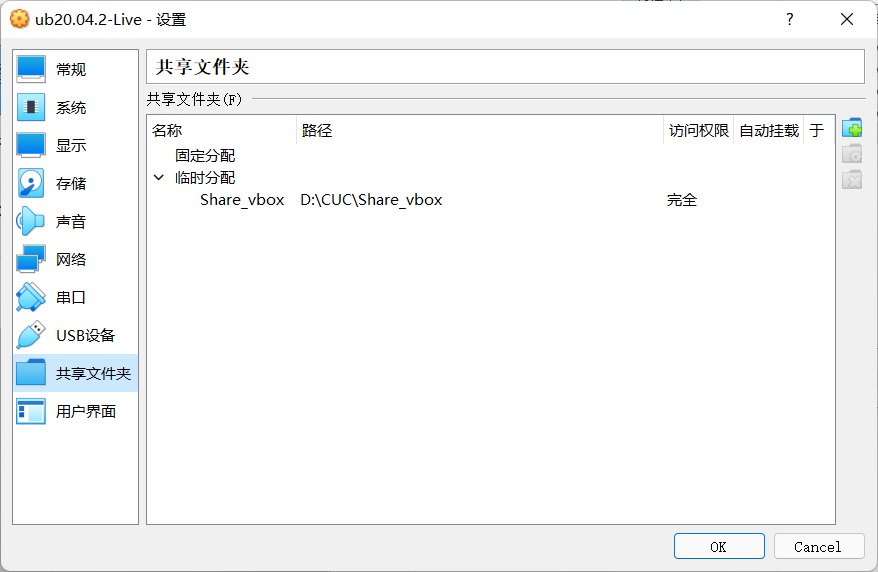 ub20.04.2-Live - 设置
?
常规
系统
显示
存储
声音
网络
串口
USB设备
共享文件夹
用户界面
共享文件夹
共享文件夹(F)
名称 路径 访问权限 自动挂载 于
固定分配
临时分配
Share_vbox D:\CUC\Share_vbox 完全
OK Cancel